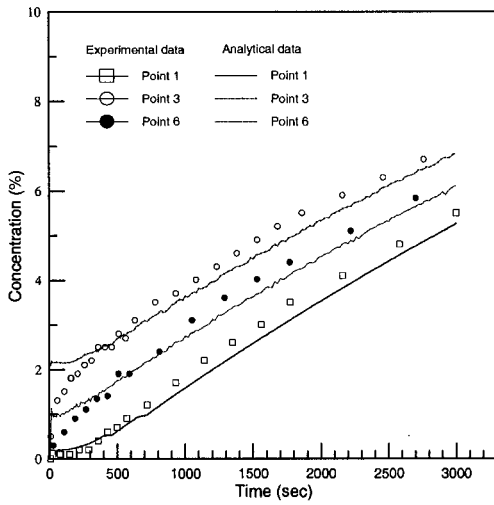 10
8
6
4
2
0
Concentration (%)
Experimental data
Point 1
Point 3
Point 6
Analytical data
Point 1
Point 3
Point 6
0 500 1000 1500 2000 2500 3000
Time (sec)